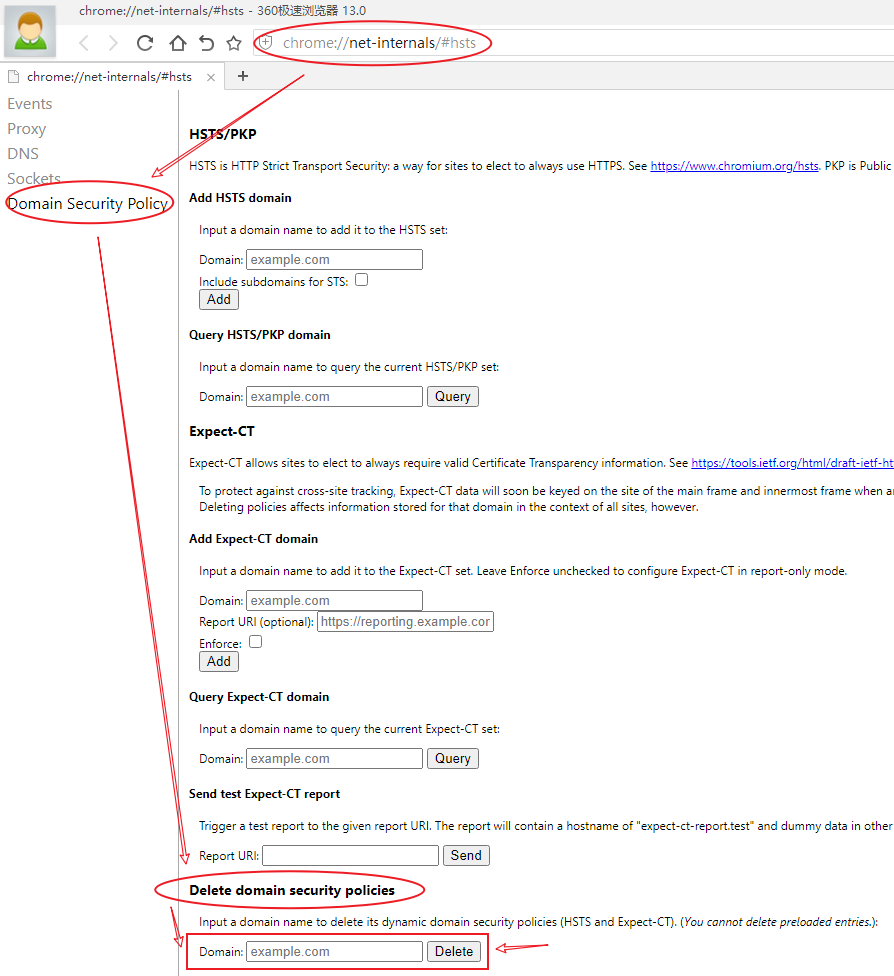 chrome://net-internals/#hsts - 360极速浏览器 13.0
chrome://net-internals/#hsts
chrome://net-internals/#hsts
Events
Proxy
DNS
Sockets
Domain Security Policy
HSTS/PKP
HSTS is HTTP Strict Transport Security: a way for sites to elect to always use HTTPS. See https://www.chromium.org/hsts. PKP is Public
Add HSTS domain
Input a domain name to add it to the HSTS set:
Domain: example.com
Include subdomains for STS:
Add
Query HSTS/PKP domain
Input a domain name to query the current HSTS/PKP set:
Domain: example.com Query
Expect-CT
Expect-CT allows sites to elect to always require valid Certificate Transparency information. See https://tools.ietf.org/html/draft-ietf-ht
To protect against cross-site tracking, Expect-CT data will soon be keyed on the site of the main frame and innermost frame when a
Deleting policies affects information stored for that domain in the context of all sites, however.
Add Expect-CT domain
Input a domain name to add it to the Expect-CT set. Leave Enforce unchecked to configure Expect-CT in report-only mode.
Domain: example.com
Report URI (optional): https://reporting.example.cor
Enforce:
Add
Query Expect-CT domain
Input a domain name to query the current Expect-CT set:
Domain: example.com Query
Send test Expect-CT report
Trigger a test report to the given report URI. The report will contain a hostname of "expect-ct-report.test" and dummy data in other
Report URI: Send
Delete domain security policies
Input a domain name to delete its dynamic domain security policies (HSTS and Expect-CT). (You cannot delete preloaded entries.):
Domain: example.com Delete